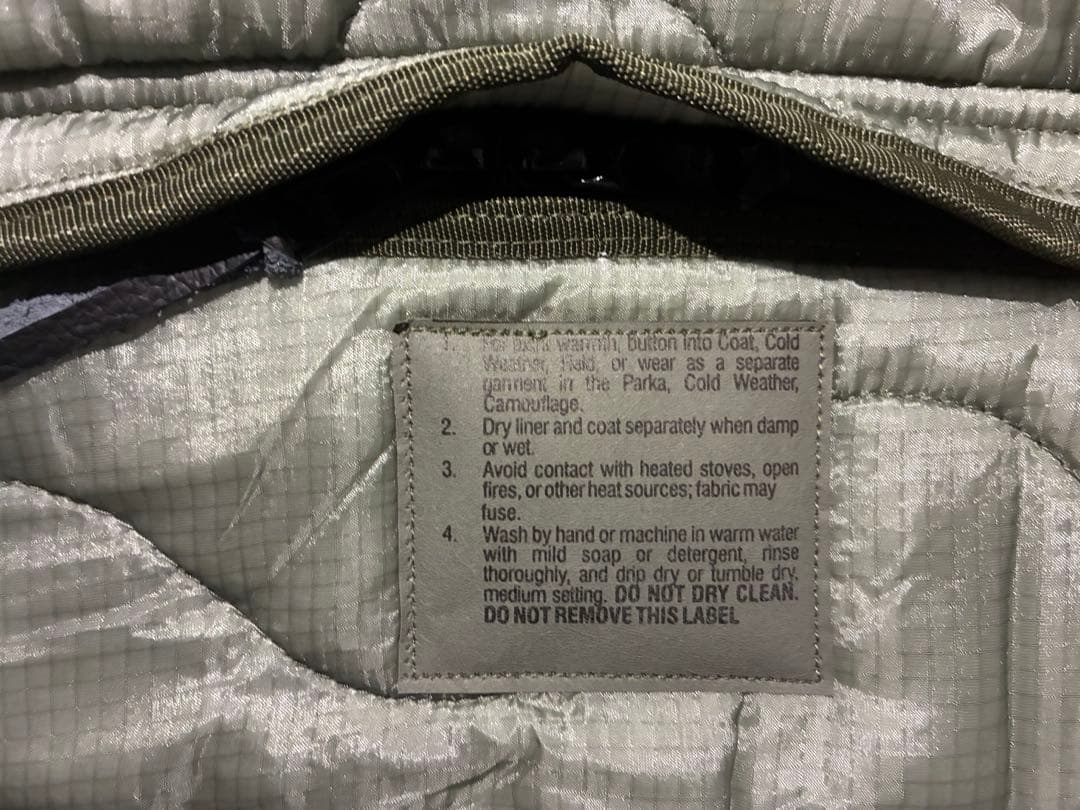 1. For extra warmth, button into Coat, Cold
Weather, Field, or wear as a separate
garment in the Parka, Cold Weather,
Camouflage.
2. Dry liner and coat separately when damp
or wet.
3. Avoid contact with heated stoves, open
fires, or other heat sources; fabric may
fuse.
4. Wash by hand or machine in warm water
with mild soap or detergent, rinse
thoroughly, and drip dry or tumble dry,
medium setting. DO NOT DRY CLEAN.
DO NOT REMOVE THIS LABEL